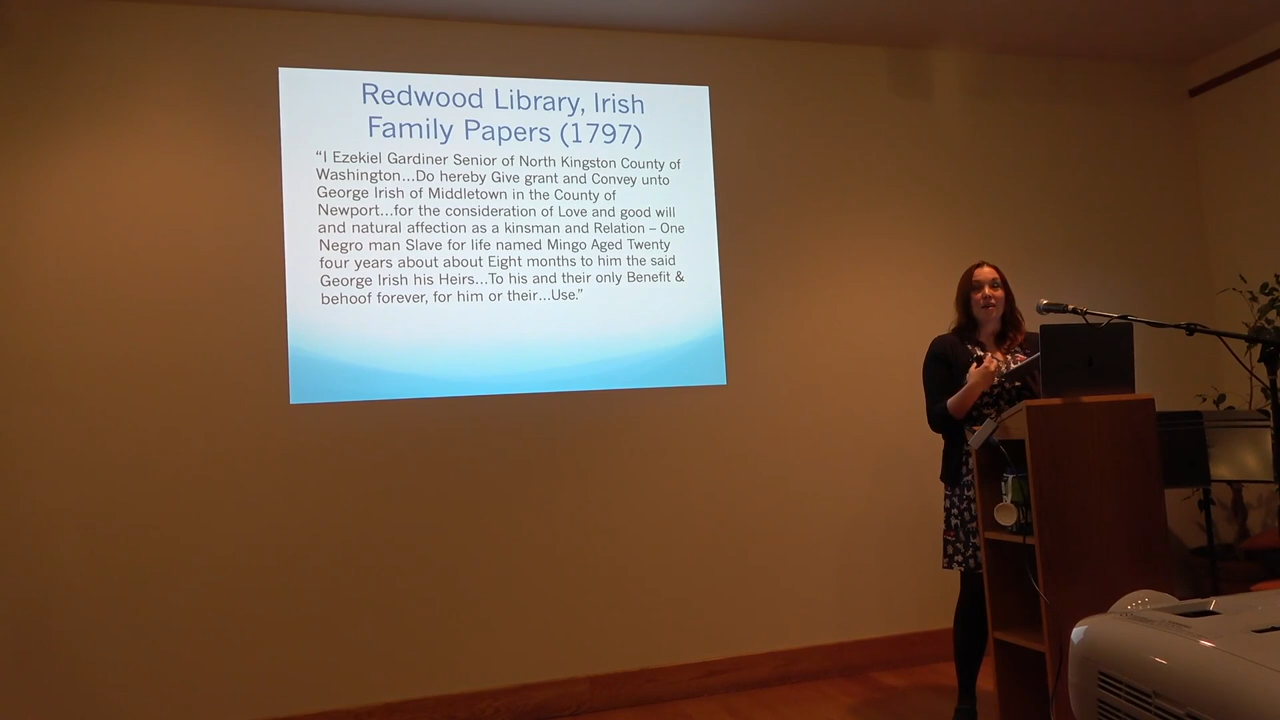 Redwood Library, Irish
Family Papers (1797)
“I Ezekiel Gardiner Senior of North Kingston County of
Washington...Do hereby Give grant and Convey unto
George Irish of Middletown in the County of
Newport...for the consideration of Love and good will
and natural affection as a kinsman and Relation – One
Negro man Slave for life named Mingo Aged Twenty
four years about about Eight months to him the said
George Irish his Heirs...To his and their only Benefit &
behoof forever, for him or their...Use.”